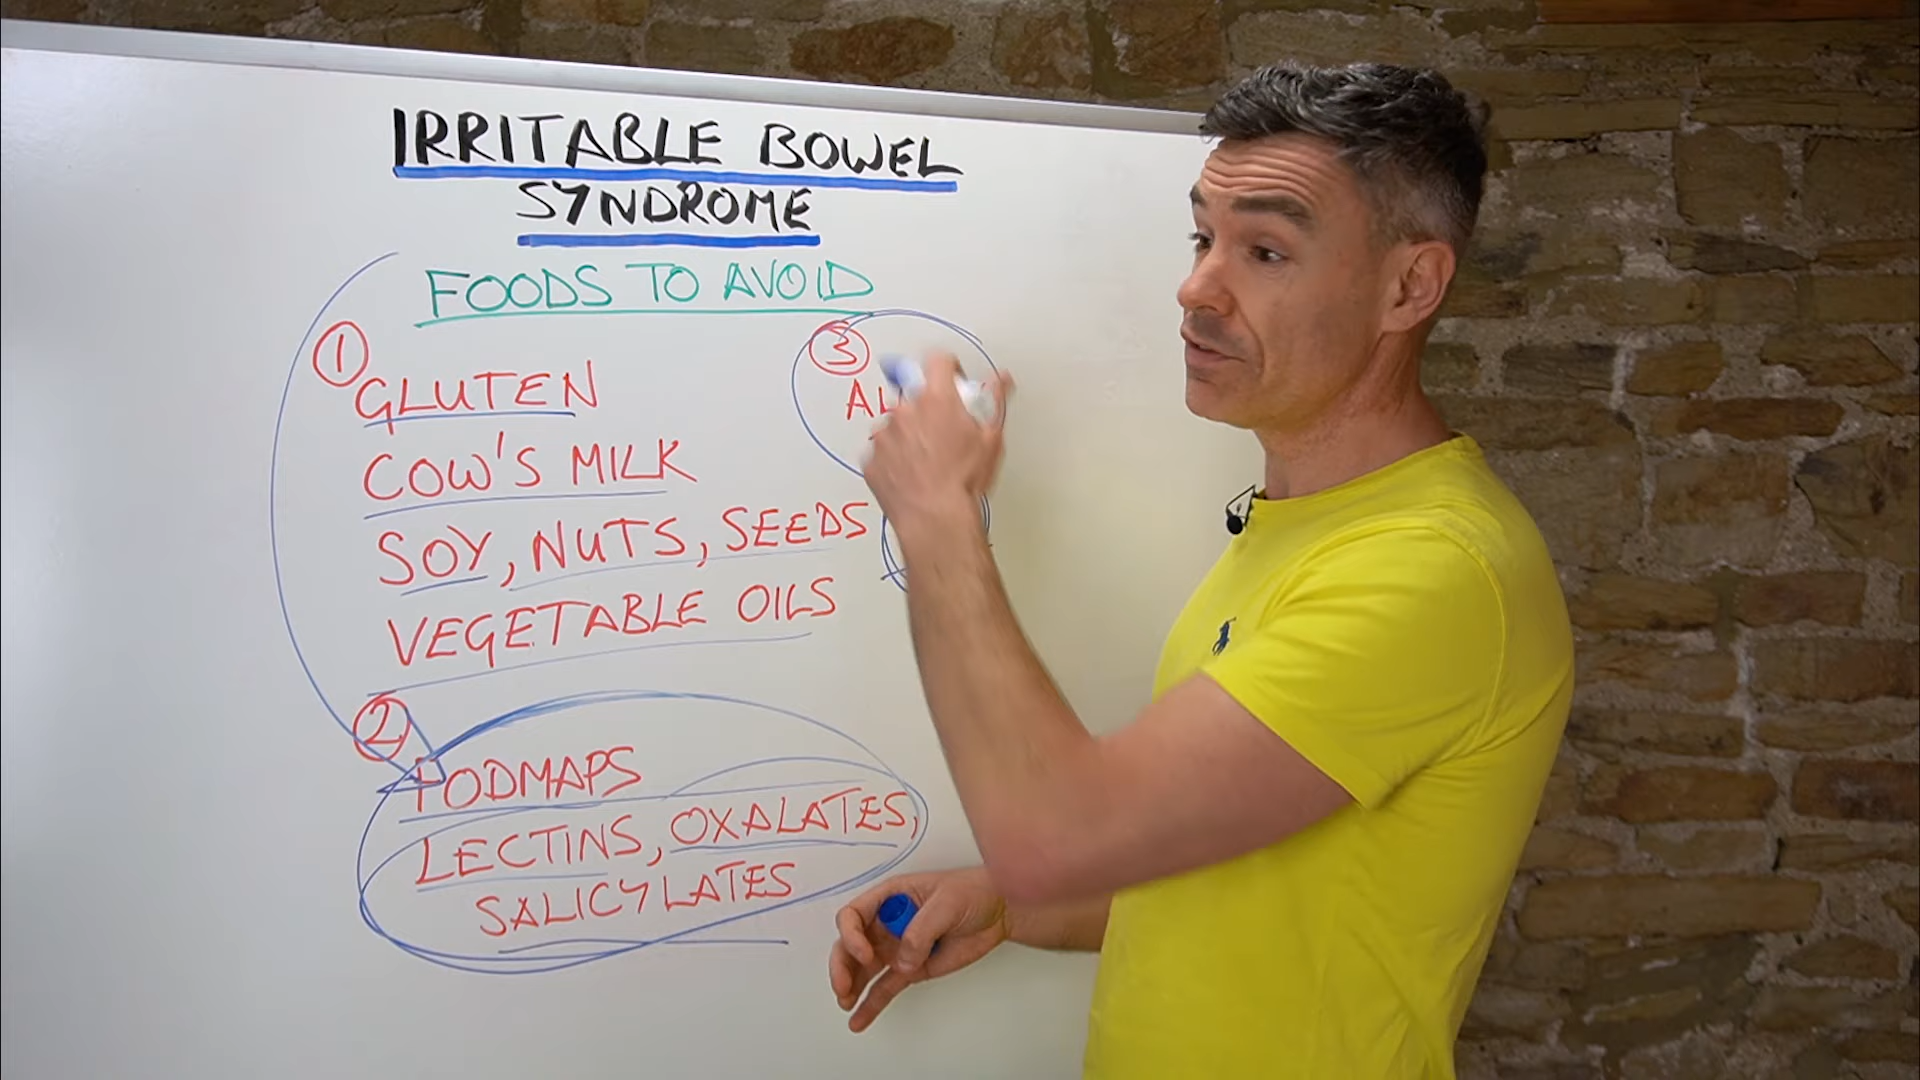 IRRITABLE BOWEL
SYNDROME
FOODS TO AVOID
1
GLUTEN
COW'S MILK
SOY, NUTS, SEEDS
VEGETABLE OILS
2
FODMAPS
LECTINS, OXALATES,
SALICYLATES
3